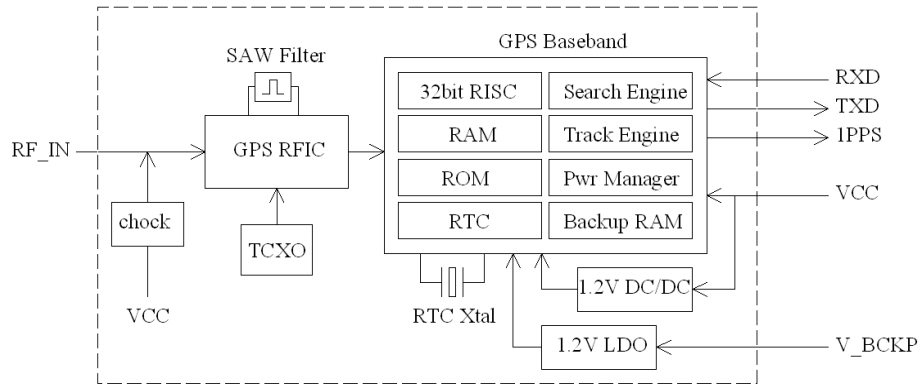 GPS Baseband
SAW Filter
32bit RISC
Search Engine
RXD
TXD
RF_IN
GPS RFIC
RAM
Track Engine
1PPS
ROM
Pwr Manager
VCC
chock
RTC
Backup RAM
TCXO
1.2V DC/DC
VCC
RTC Xtal
1.2V LDO
V_BCKP